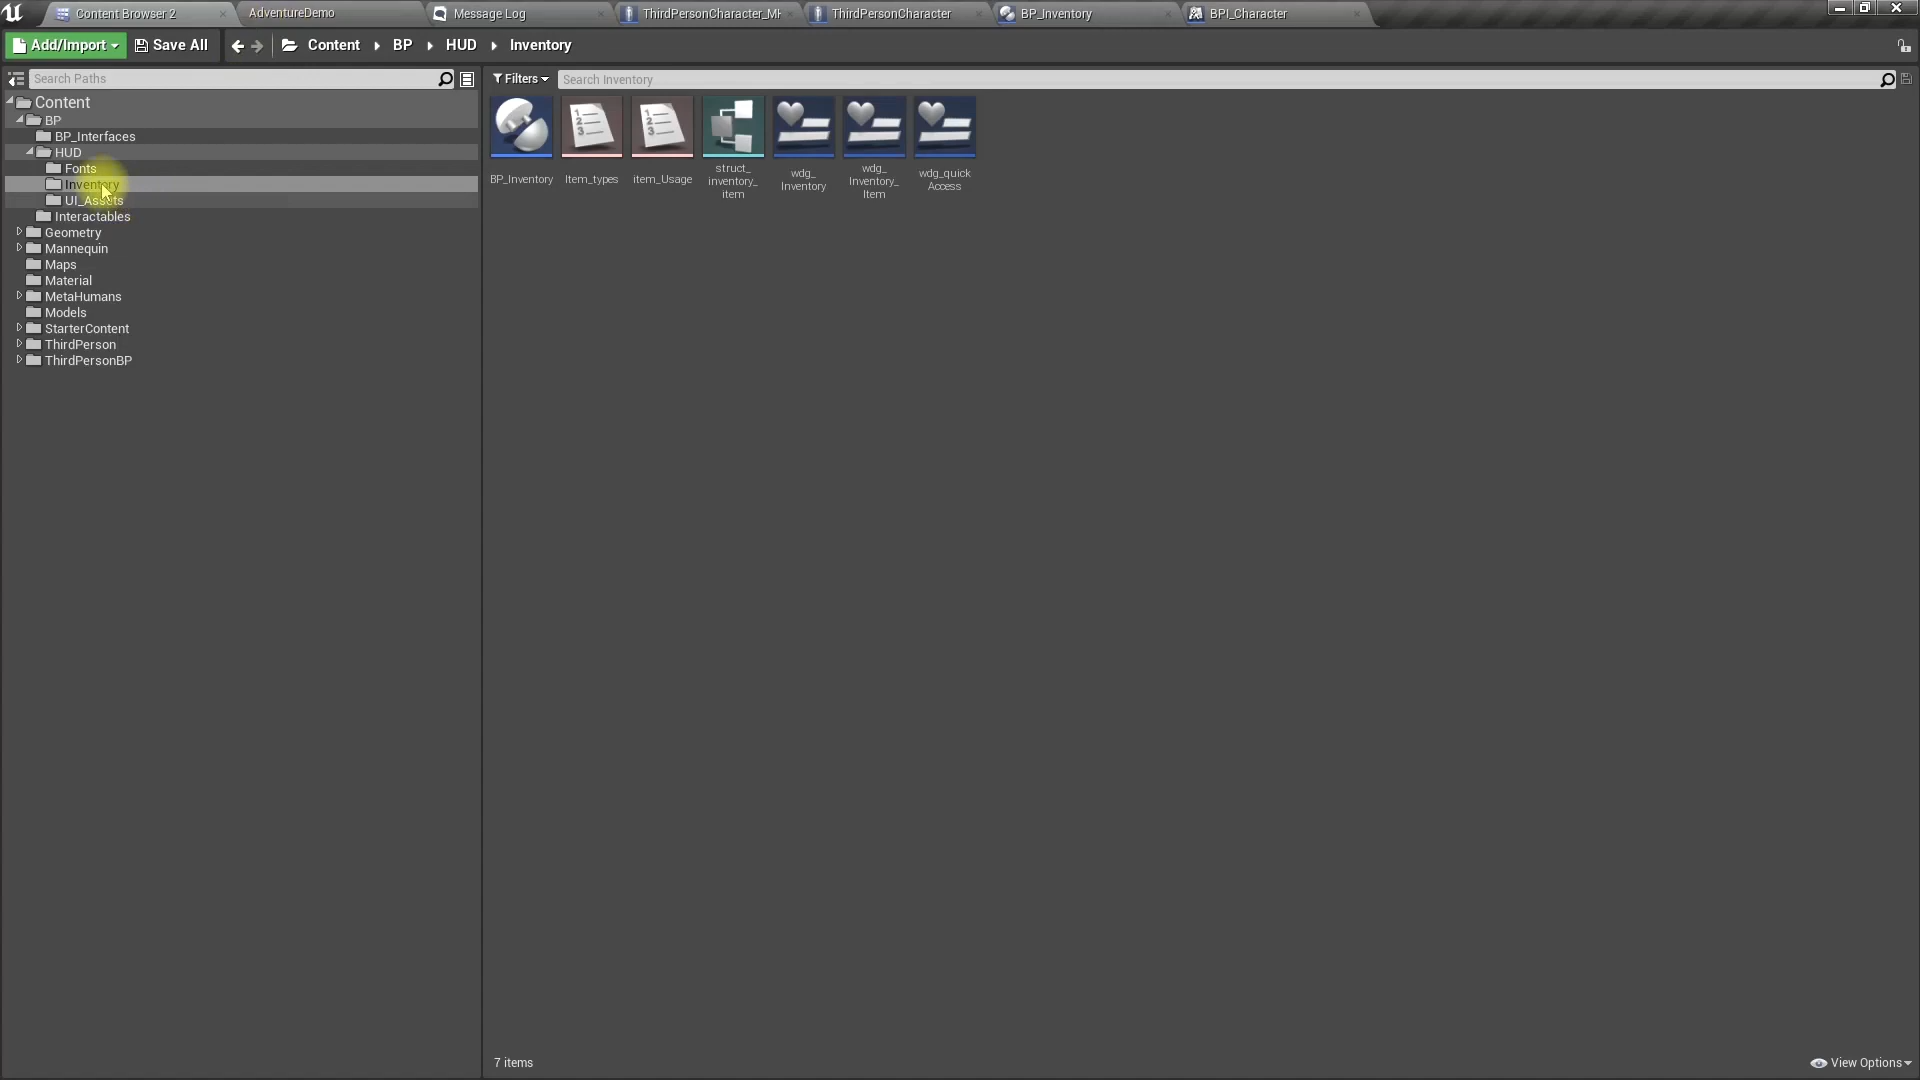 Content Browser 2
AdventureDemo
Message Log
ThirdPersonCharacter_MH
ThirdPersonCharacter
BP_Inventory
BPI_Character
Add/Import
Save All
Content
BP
HUD
Inventory
Search Paths
Filters
Search Inventory
Content
BP
BP_Interfaces
HUD
Fonts
Inventory
UI_Assets
Interactables
Geometry
Mannequin
Maps
Material
MetaHumans
Models
StarterContent
ThirdPerson
ThirdPersonBP
BP_Inventory
Item_types
item_Usage
struct_
inventory_
item
wdg_
Inventory
wdg_
Inventory_
Item
wdg_quick
Access
7 items
View Options